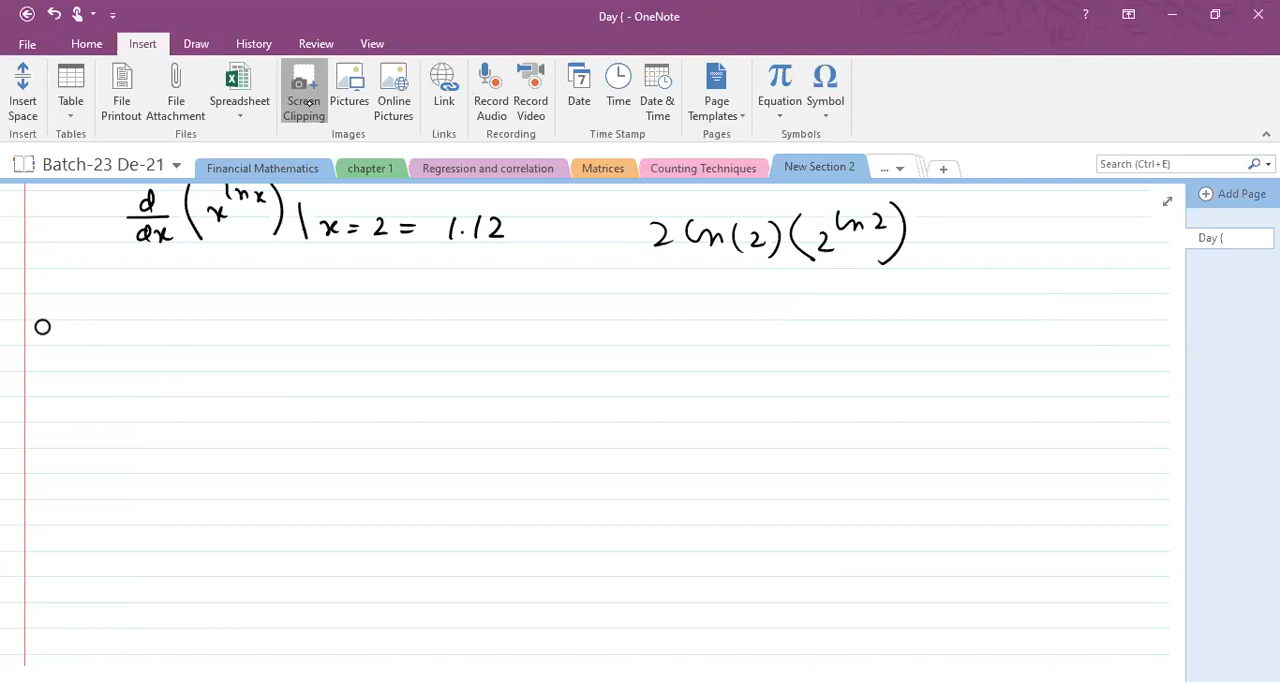 Day { - OneNote
?
File Home Insert Draw History Review View
Insert Space Table File Printout File Attachment Spreadsheet Screen Clipping Pictures Online Pictures Link Record Audio Record Video Date Time Date & Time Page Templates Equation Symbol
Insert Tables Files Images Links Recording Time Stamp Pages Symbols
Batch-23 De-21 Financial Mathematics chapter 1 Regression and correlation Matrices Counting Techniques New Section 2 ... + Search (Ctrl+E)
Add Page
Day {
d/dx (x^ln x) | x = 2 = 1.12 2 ln(2) (2^ln 2)